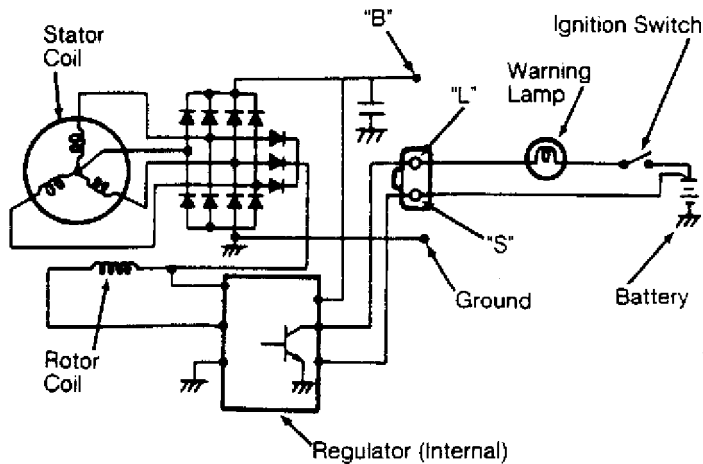 Stator
Coil
"B"
Ignition Switch
Warning
Lamp
"L"
"S"
Ground
Battery
Rotor
Coil
Regulator (Internal)